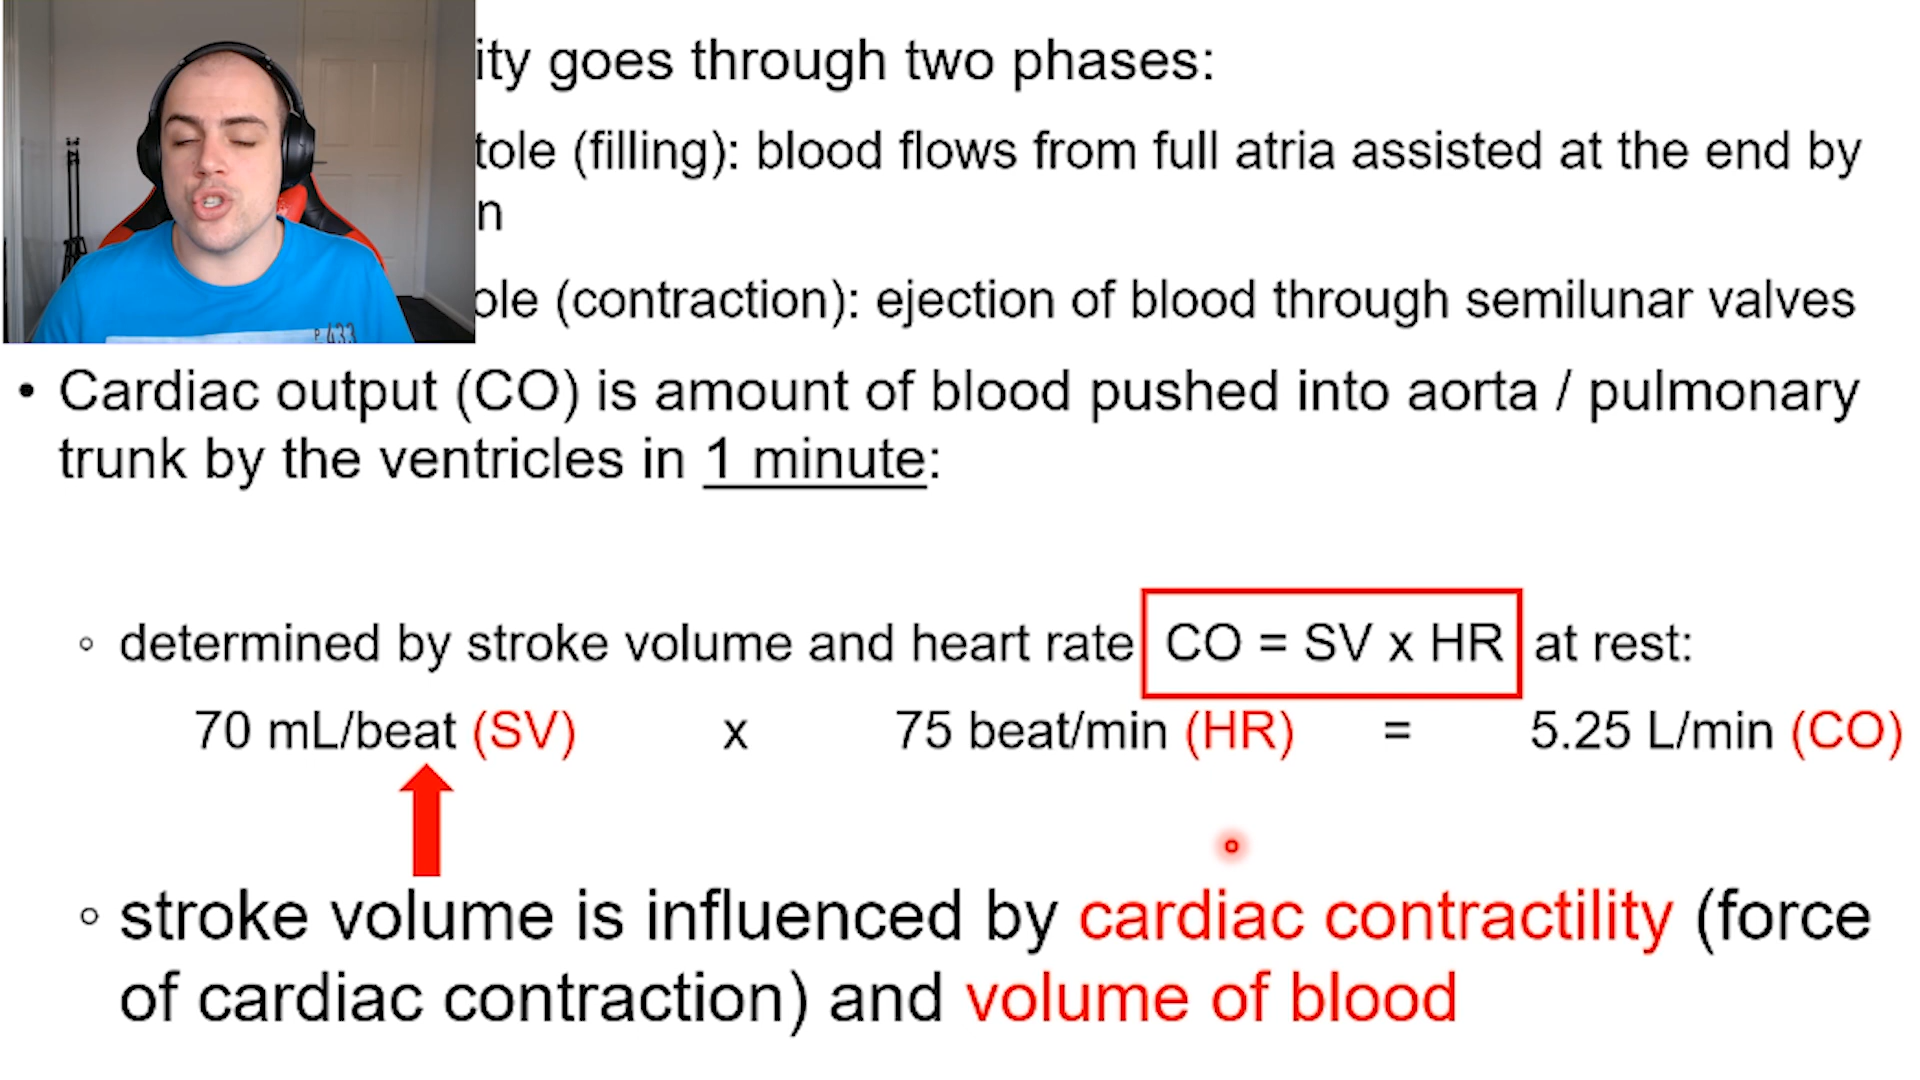 ity goes through two phases:
tole (filling): blood flows from full atria assisted at the end by
n
ole (contraction): ejection of blood through semilunar valves
• Cardiac output (CO) is amount of blood pushed into aorta / pulmonary
trunk by the ventricles in 1 minute:
◦ determined by stroke volume and heart rate CO = SV x HR at rest:
70 mL/beat (SV) x 75 beat/min (HR) = 5.25 L/min (CO)
◦ stroke volume is influenced by cardiac contractility (force
of cardiac contraction) and volume of blood